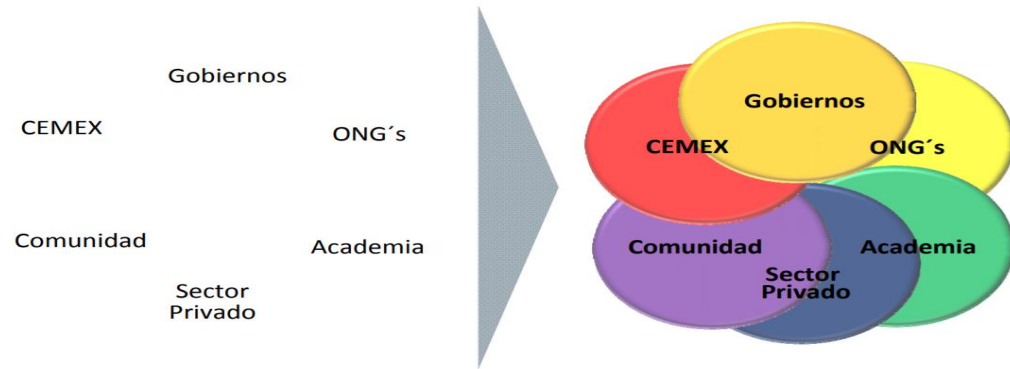 Gobiernos
CEMEX
ONG´s
Comunidad
Academia
Sector
Privado
Gobiernos
CEMEX
ONG´s
Comunidad
Academia
Sector
Privado